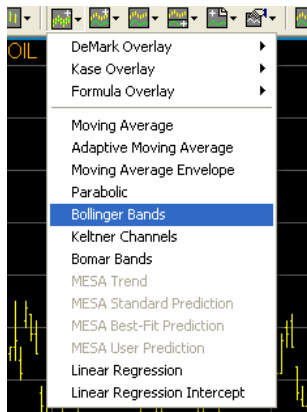 OIL
DeMark Overlay
Kase Overlay
Formula Overlay
Moving Average
Adaptive Moving Average
Moving Average Envelope
Parabolic
Bollinger Bands
Keltner Channels
Bomar Bands
MESA Trend
MESA Standard Prediction
MESA Best-Fit Prediction
MESA User Prediction
Linear Regression
Linear Regression Intercept